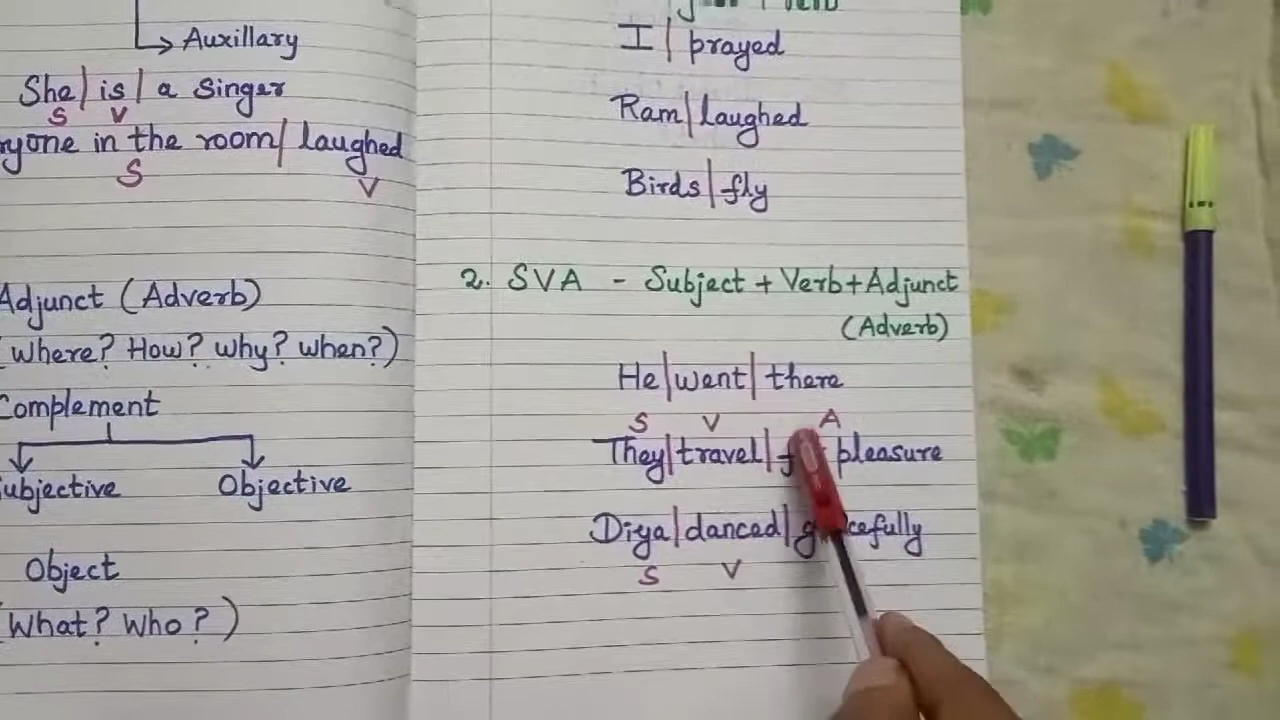 Auxillary
She | is | a singer
S V
ryone in the room | laughed
S
V
Adjunct (Adverb)
(Where? How? why? when?)
Complement
ubjective Objective
Object
(What? Who?)
I | prayed
Ram | laughed
Birds | fly
2. SVA - Subject + Verb + Adjunct
(Adverb)
He | went | there
S V A
They | travel | pleasure
Diya | danced |
S V